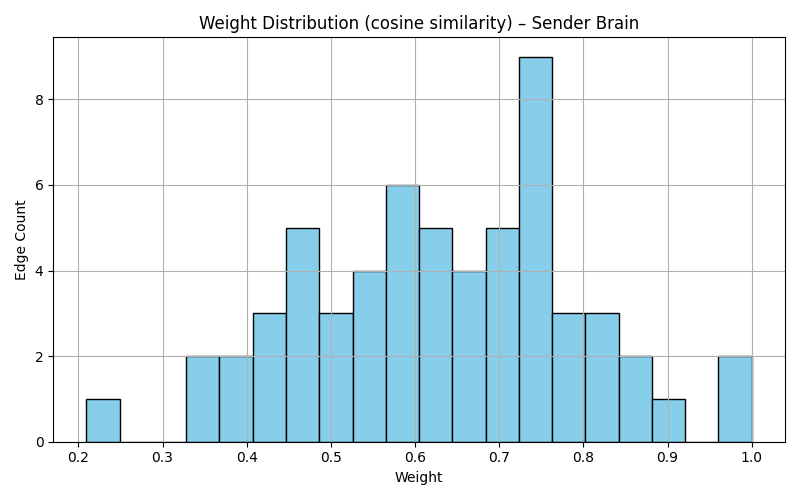 Weight Distribution (cosine similarity) – Sender Brain
Edge Count
8
6
4
2
0
0.2 0.3 0.4 0.5 0.6 0.7 0.8 0.9 1.0
Weight